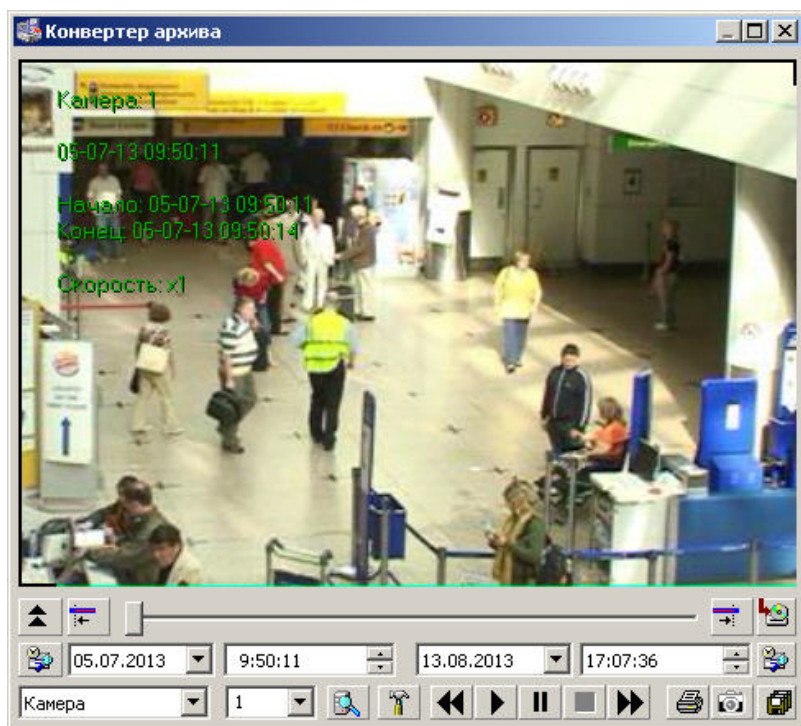 Конвертер архива
Камера: 1
05-07-13 09:50:11
Начало: 05-07-13 09:50:11
Конец: 05-07-13 09:50:14
Скорость: x1
05.07.2013 9:50:11 13.08.2013 17:07:36
Камера 1